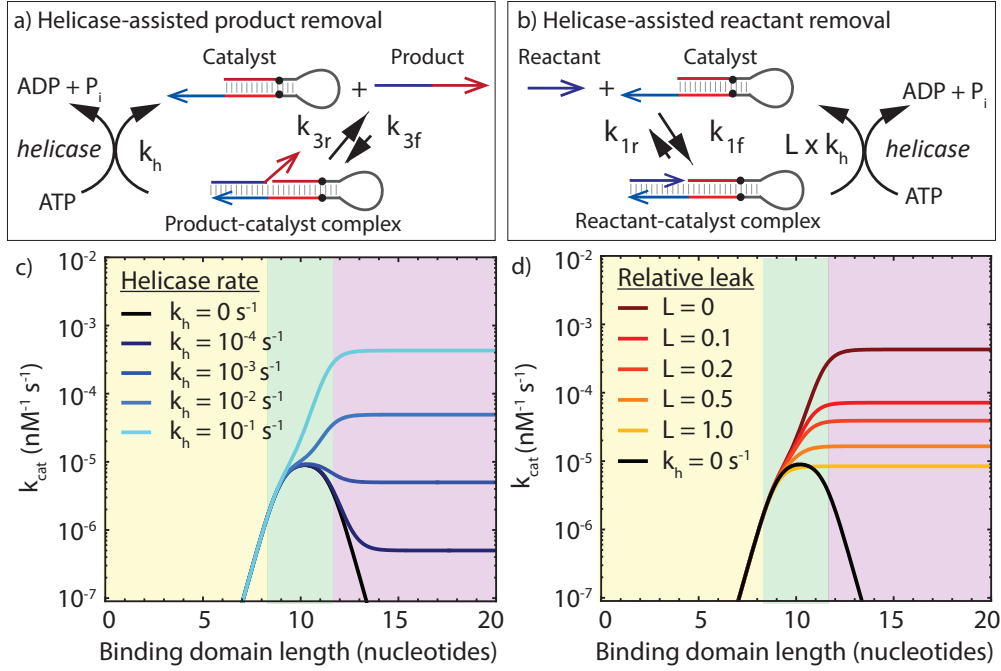 a) Helicase-assisted product removal
Catalyst
Product
ADP + Pi
+
helicase
kh
k3r
k3f
ATP
Product-catalyst complex
b) Helicase-assisted reactant removal
Reactant
Catalyst
ADP + Pi
+
k1r
k1f
L x kh
helicase
ATP
Reactant-catalyst complex
c)
kcat (nM-1 s-1)
10-2
10-3
10-4
10-5
10-6
10-7
Helicase rate
kh = 0 s-1
kh = 10-4 s-1
kh = 10-3 s-1
kh = 10-2 s-1
kh = 10-1 s-1
0 5 10 15 20
Binding domain length (nucleotides)
d)
kcat (nM-1 s-1)
10-2
10-3
10-4
10-5
10-6
10-7
Relative leak
L = 0
L = 0.1
L = 0.2
L = 0.5
L = 1.0
kh = 0 s-1
0 5 10 15 20
Binding domain length (nucleotides)